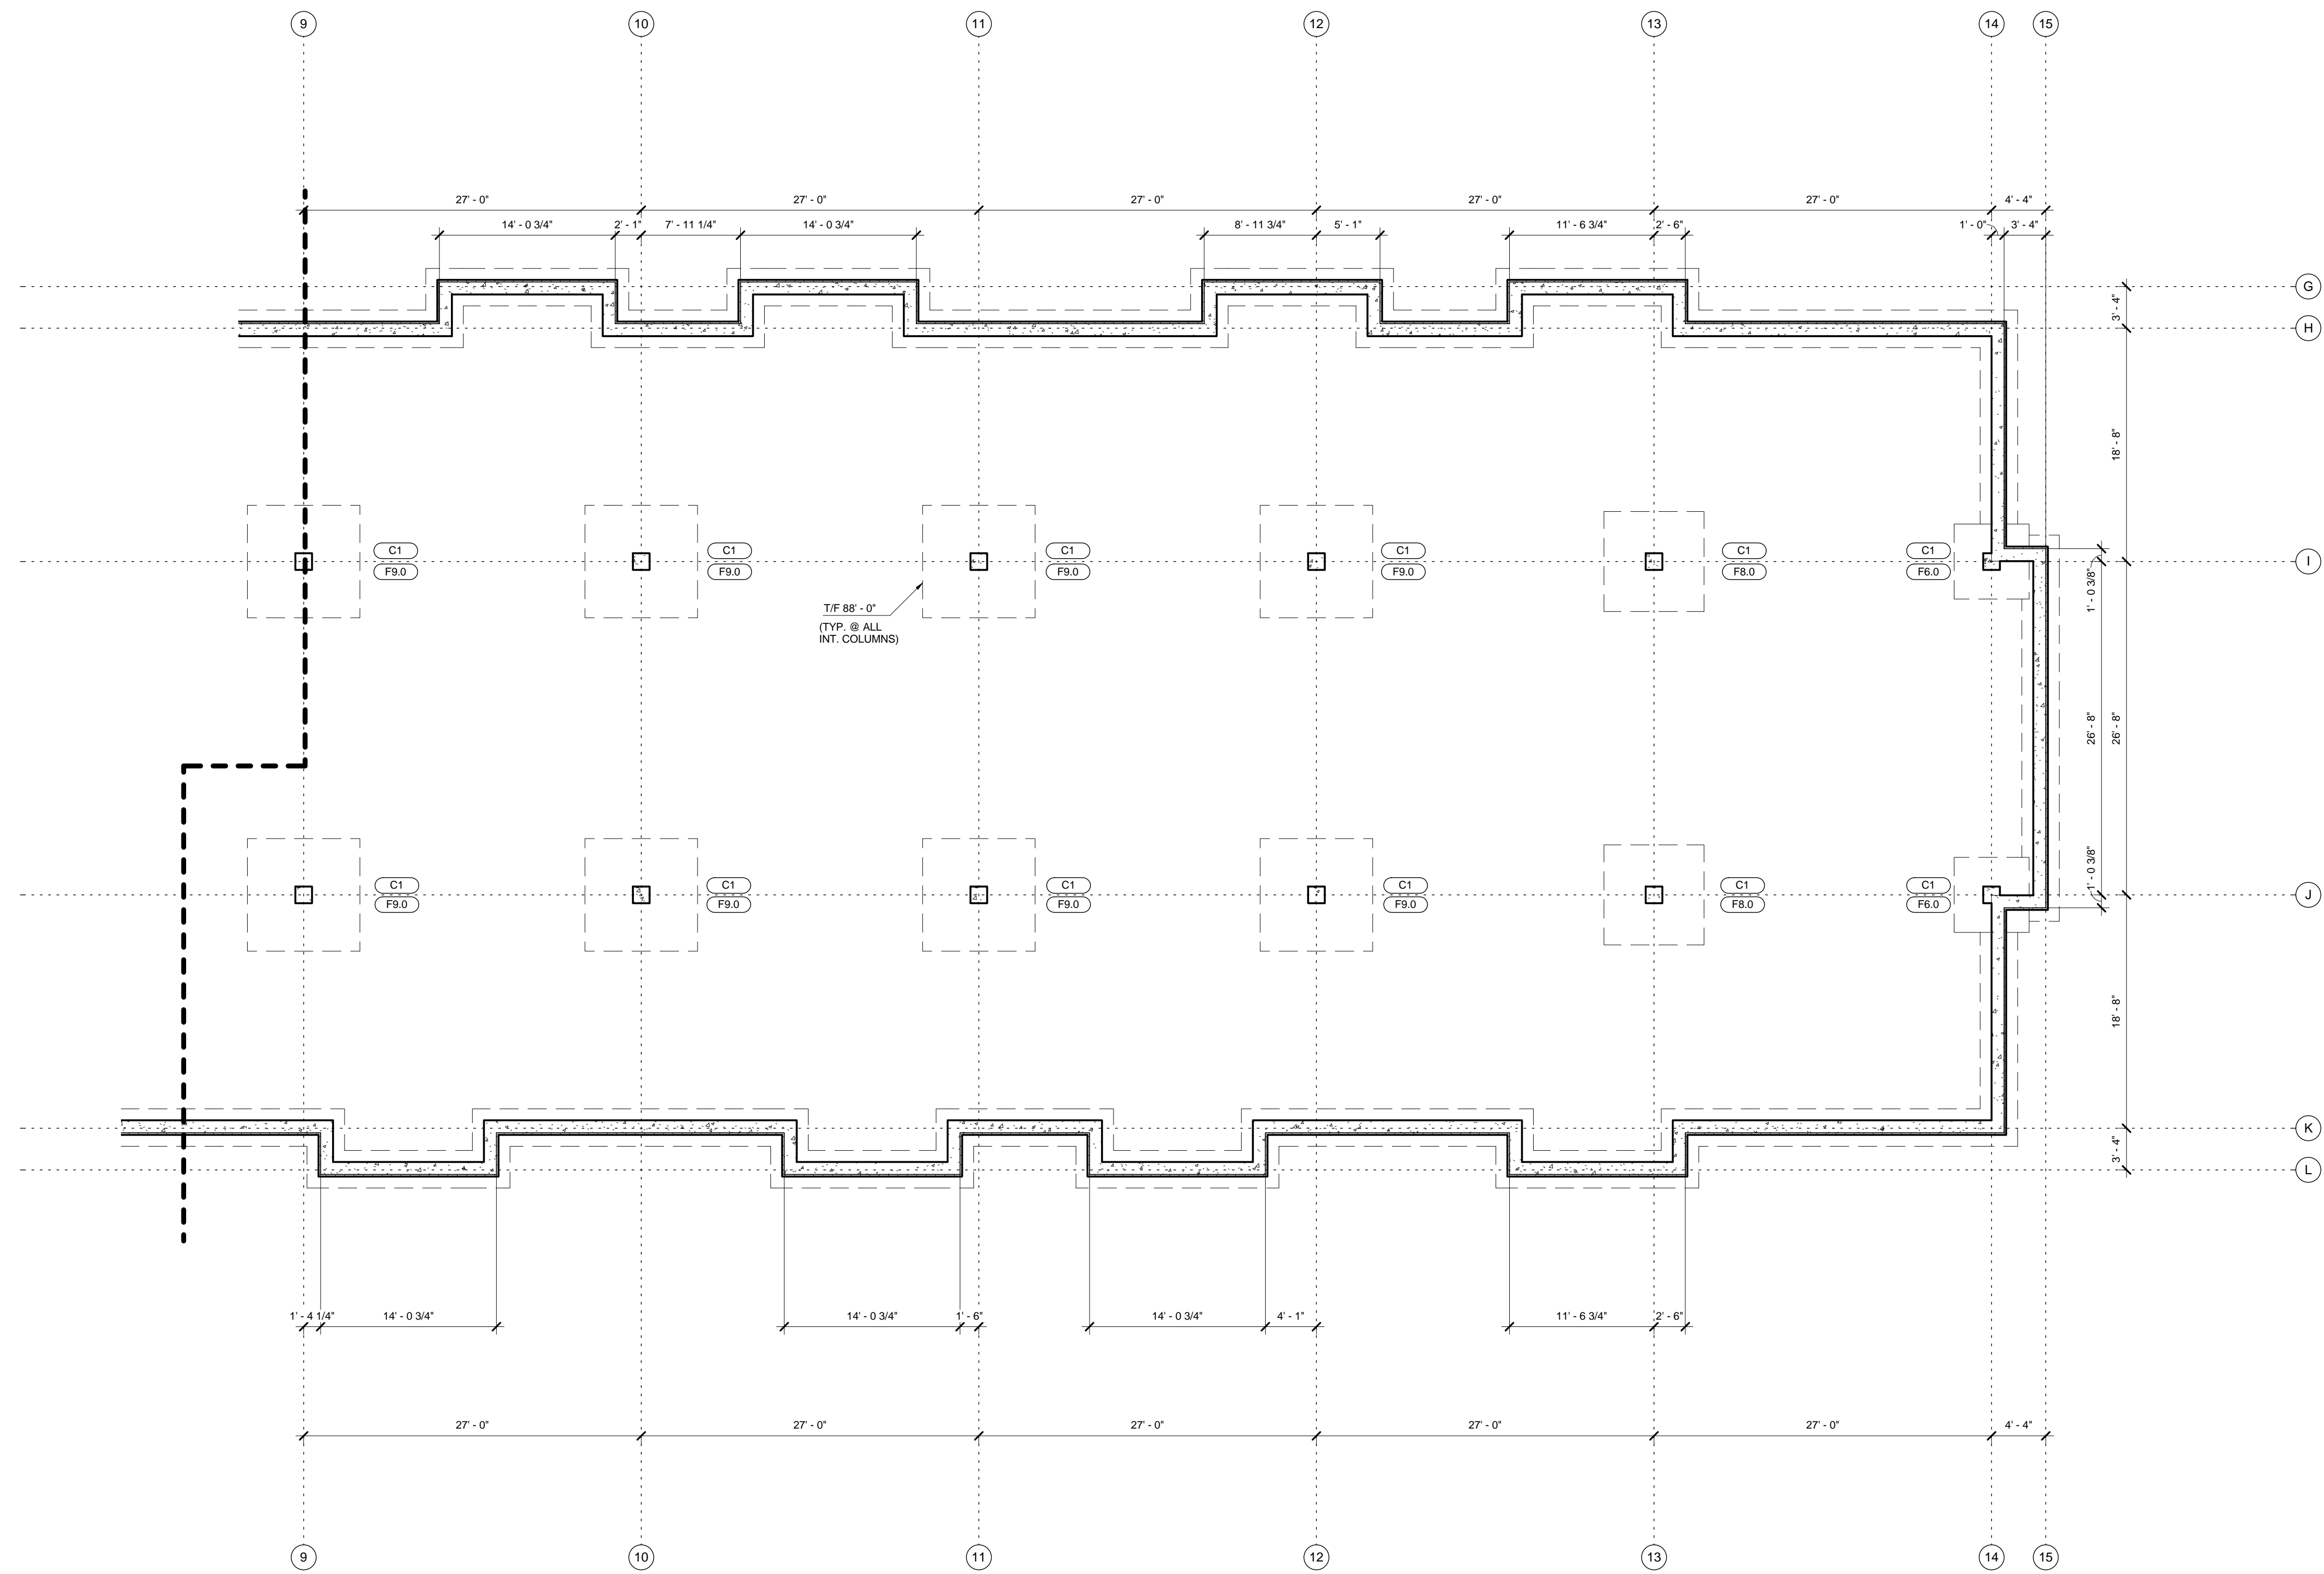 9 10 11 12 13 14 15
27' - 0" 27' - 0" 27' - 0" 27' - 0" 27' - 0" 4' - 4"
14' - 0 3/4" 2' - 1" 7' - 11 1/4" 14' - 0 3/4" 8' - 11 3/4" 5' - 1" 11' - 6 3/4" 2' - 6" 1' - 0" 3' - 4"
G
3' - 4"
H
18' - 8"
C1 C1 C1 C1 C1 C1
I
F9.0 F9.0 F9.0 F9.0 F8.0 F6.0
1' - 0 3/8"
T/F 88' - 0"
(TYP. @ ALL
INT. COLUMNS)
26' - 8" 26' - 8"
1' - 0 3/8"
C1 C1 C1 C1 C1 C1
J
F9.0 F9.0 F9.0 F9.0 F8.0 F6.0
18' - 8"
K
3' - 4"
L
1' - 4 1/4" 14' - 0 3/4" 14' - 0 3/4" 1' - 6" 14' - 0 3/4" 4' - 1" 11' - 6 3/4" 2' - 6"
27' - 0" 27' - 0" 27' - 0" 27' - 0" 27' - 0" 4' - 4"
9 10 11 12 13 14 15